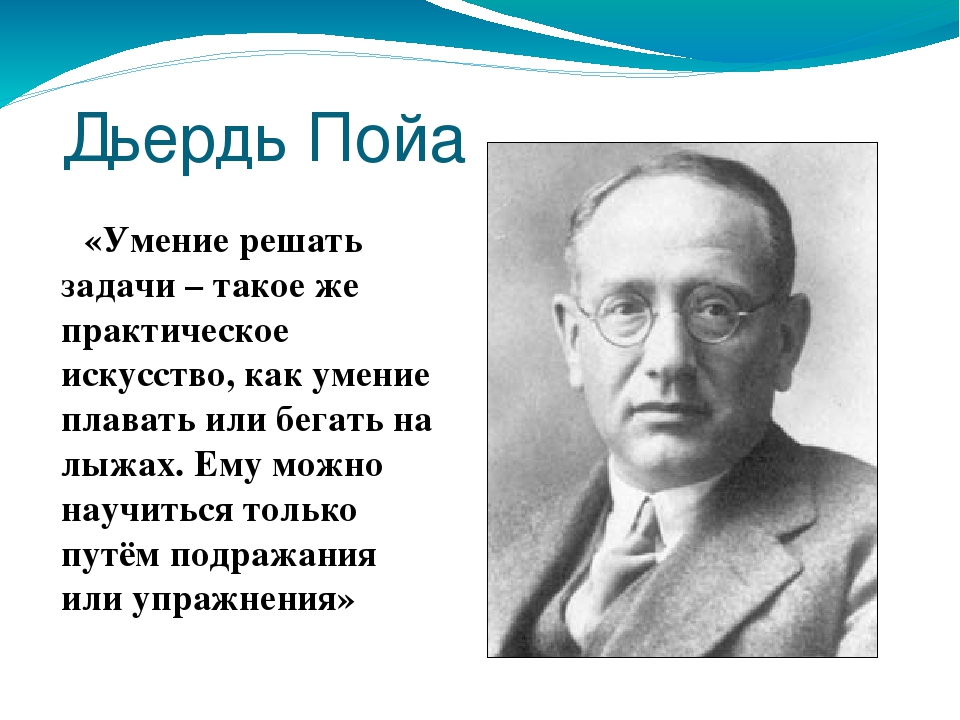 Дьердь Пойа
«Умение решать
задачи – такое же
практическое
искусство, как умение
плавать или бегать на
лыжах. Ему можно
научиться только
путём подражания
или упражнения»